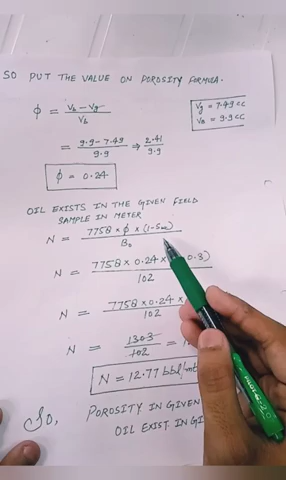 SO PUT THE VALUE ON POROSITY FORMULA.
Φ = (Vb - Vg) / Vb
Vg = 7.49 cc
VB = 9.9 cc
= (9.9 - 7.49) / 9.9 ⇒ 2.41 / 9.9
Φ = 0.24
OIL EXISTS IN THE GIVEN FIELD
SAMPLE IN METER
N = 7758 × Φ × (1-Sw) / Bo
N = 7758 × 0.24 × 0.3) / 102
N = 7758 × 0.24 × / 102
N = 1303 / 102 =
N = 12.77 bbl/mt
So, POROSITY IN GIVEN
OIL EXIST IN GI